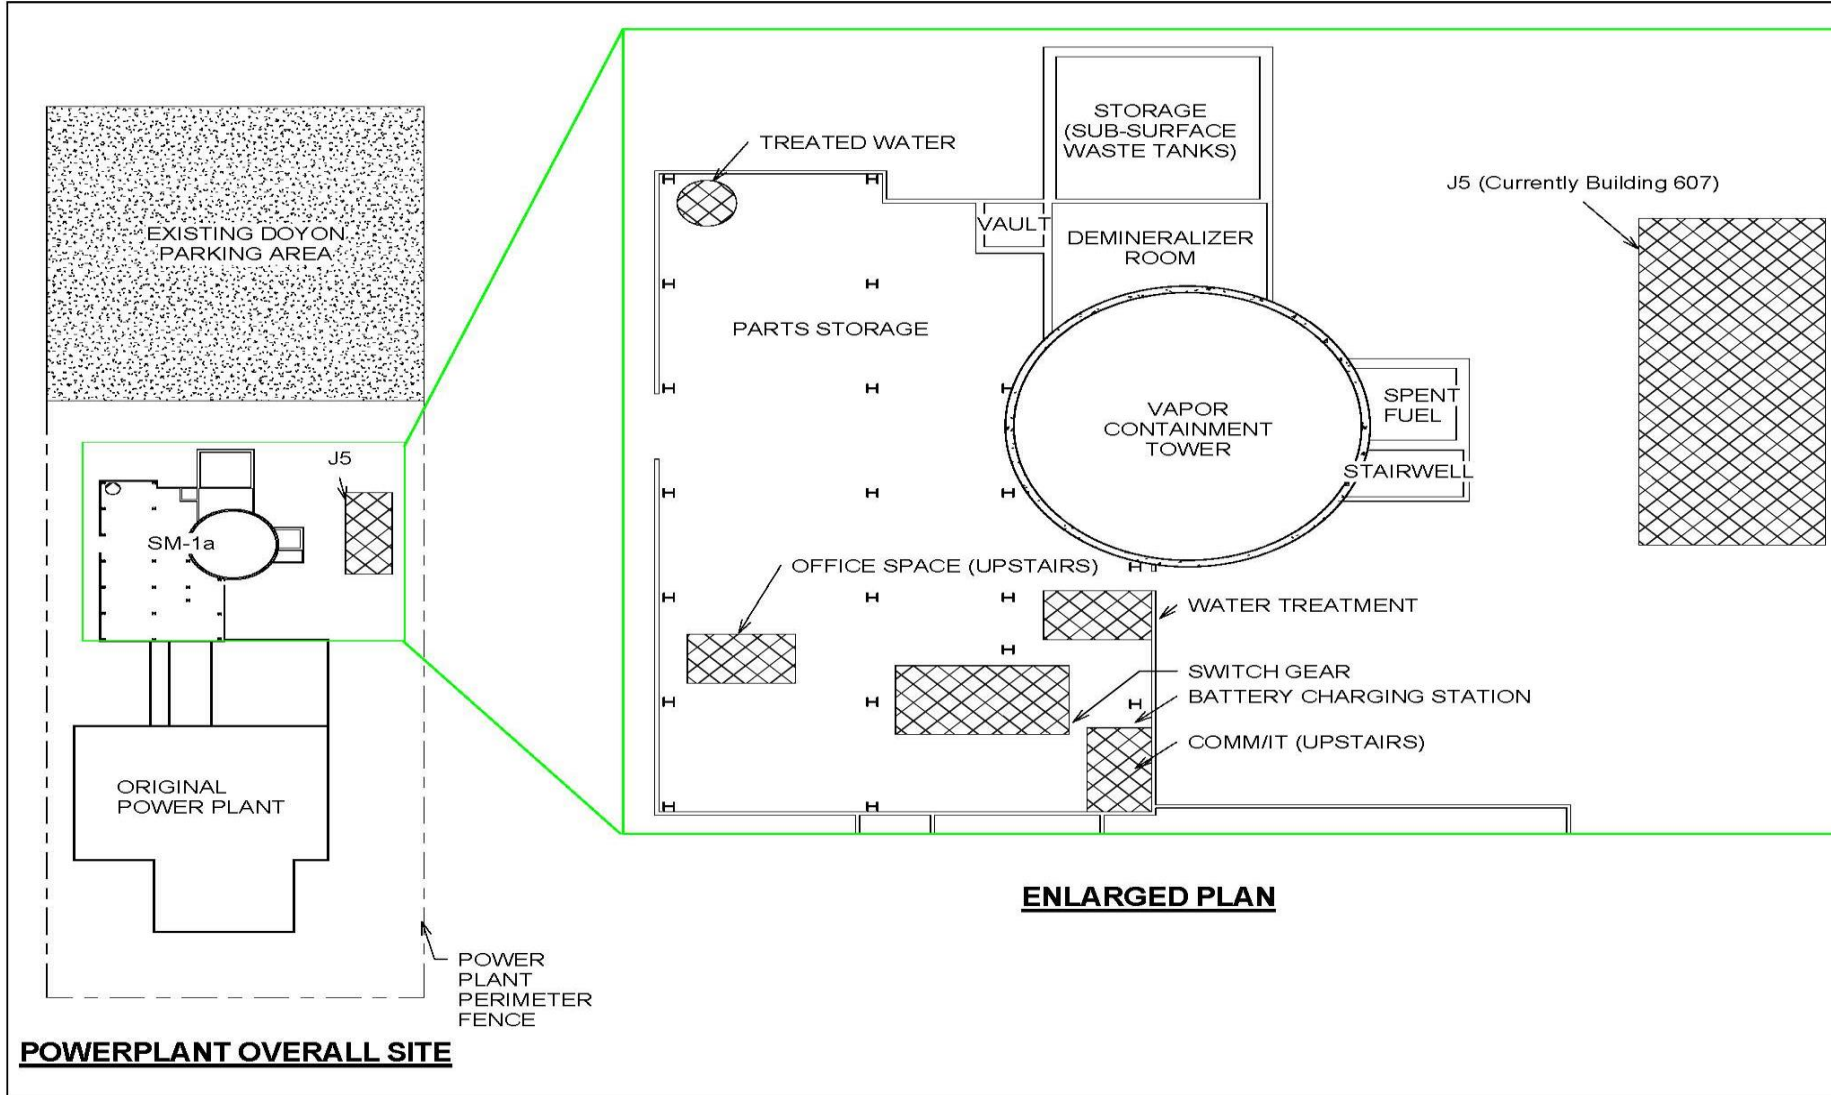 EXISTING DOYON
PARKING AREA
J5
SM-1a
ORIGINAL
POWER PLANT
POWER
PLANT
PERIMETER
FENCE
POWERPLANT OVERALL SITE
STORAGE
(SUB-SURFACE
WASTE TANKS)
TREATED WATER
J5 (Currently Building 607)
VAULT
DEMINERALIZER
ROOM
PARTS STORAGE
VAPOR
CONTAINMENT
TOWER
SPENT
FUEL
STAIRWELL
OFFICE SPACE (UPSTAIRS)
WATER TREATMENT
SWITCH GEAR
BATTERY CHARGING STATION
COMM/IT (UPSTAIRS)
ENLARGED PLAN